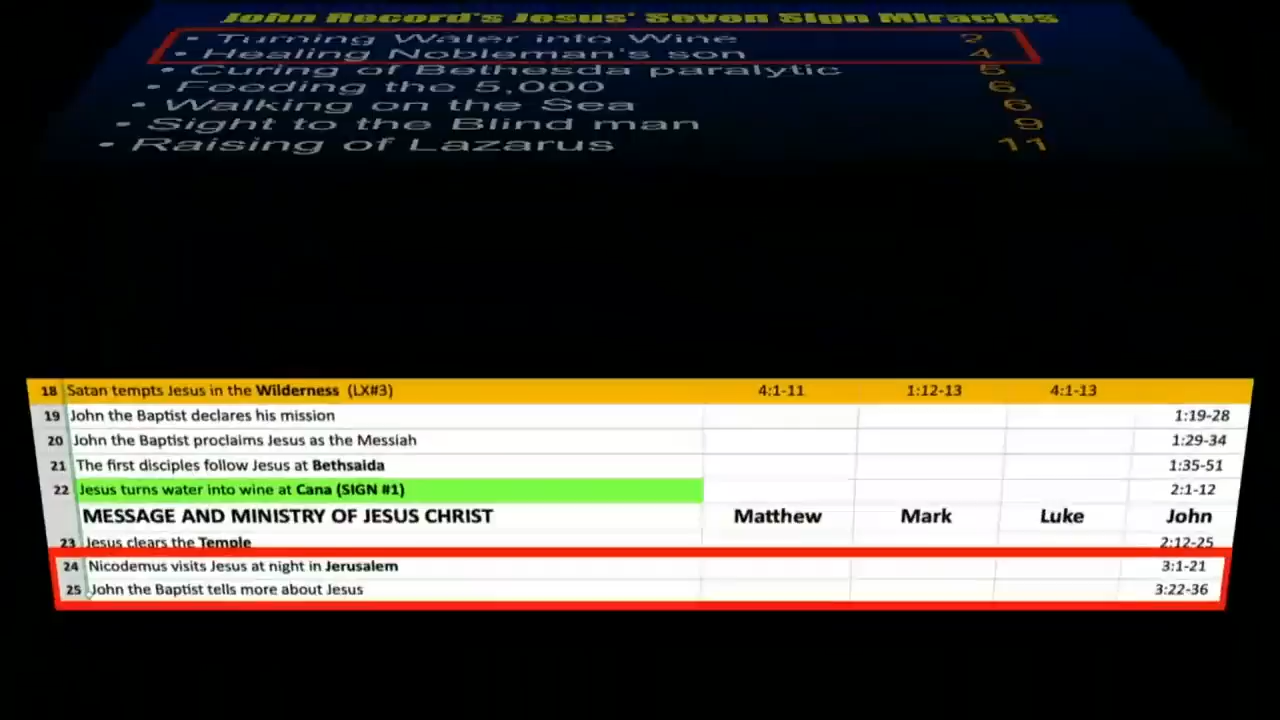 John Record's Jesus' Seven Sign Miracles
• Turning Water into Wine 2
• Healing Nobleman's son 4
• Curing of Bethesda paralytic 5
• Feeding the 5,000 6
• Walking on the Sea 6
• Sight to the Blind man 9
• Raising of Lazarus 11
18 Satan tempts Jesus in the Wilderness (LX#3) 4:1-11 1:12-13 4:1-13
19 John the Baptist declares his mission 1:19-28
20 John the Baptist proclaims Jesus as the Messiah 1:29-34
21 The first disciples follow Jesus at Bethsaida 1:35-51
22 Jesus turns water into wine at Cana (SIGN #1) 2:1-12
MESSAGE AND MINISTRY OF JESUS CHRIST Matthew Mark Luke John
23 Jesus clears the Temple 2:12-25
24 Nicodemus visits Jesus at night in Jerusalem 3:1-21
25 John the Baptist tells more about Jesus 3:22-36